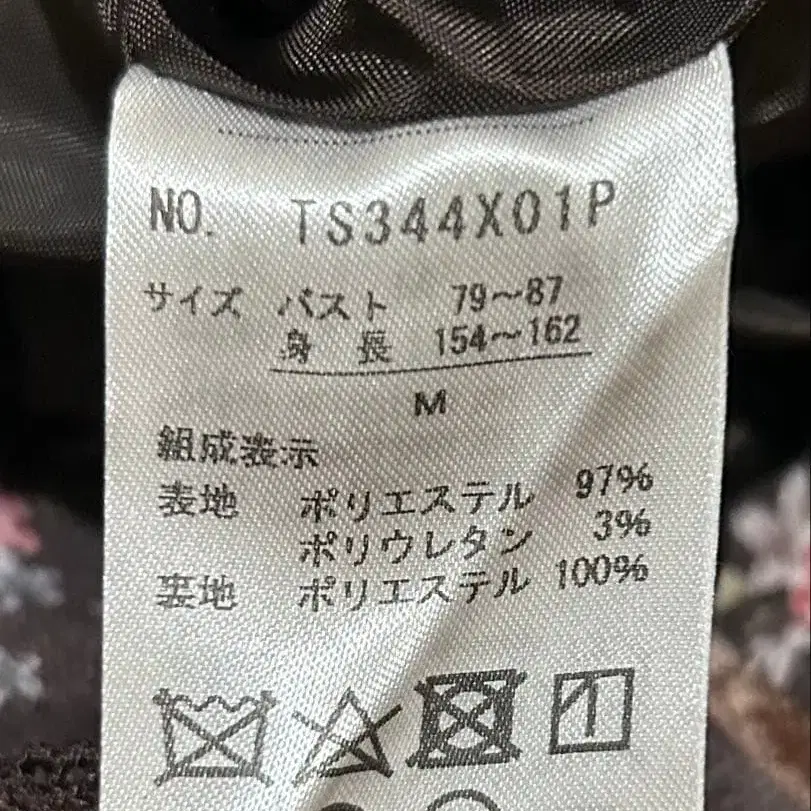 NO. TS344X01P
サイズ バスト 79～87
身 長 154～162
M
組成表示
表地 ポリエステル 97%
ポリウレタン 3%
裏地 ポリエステル 100%